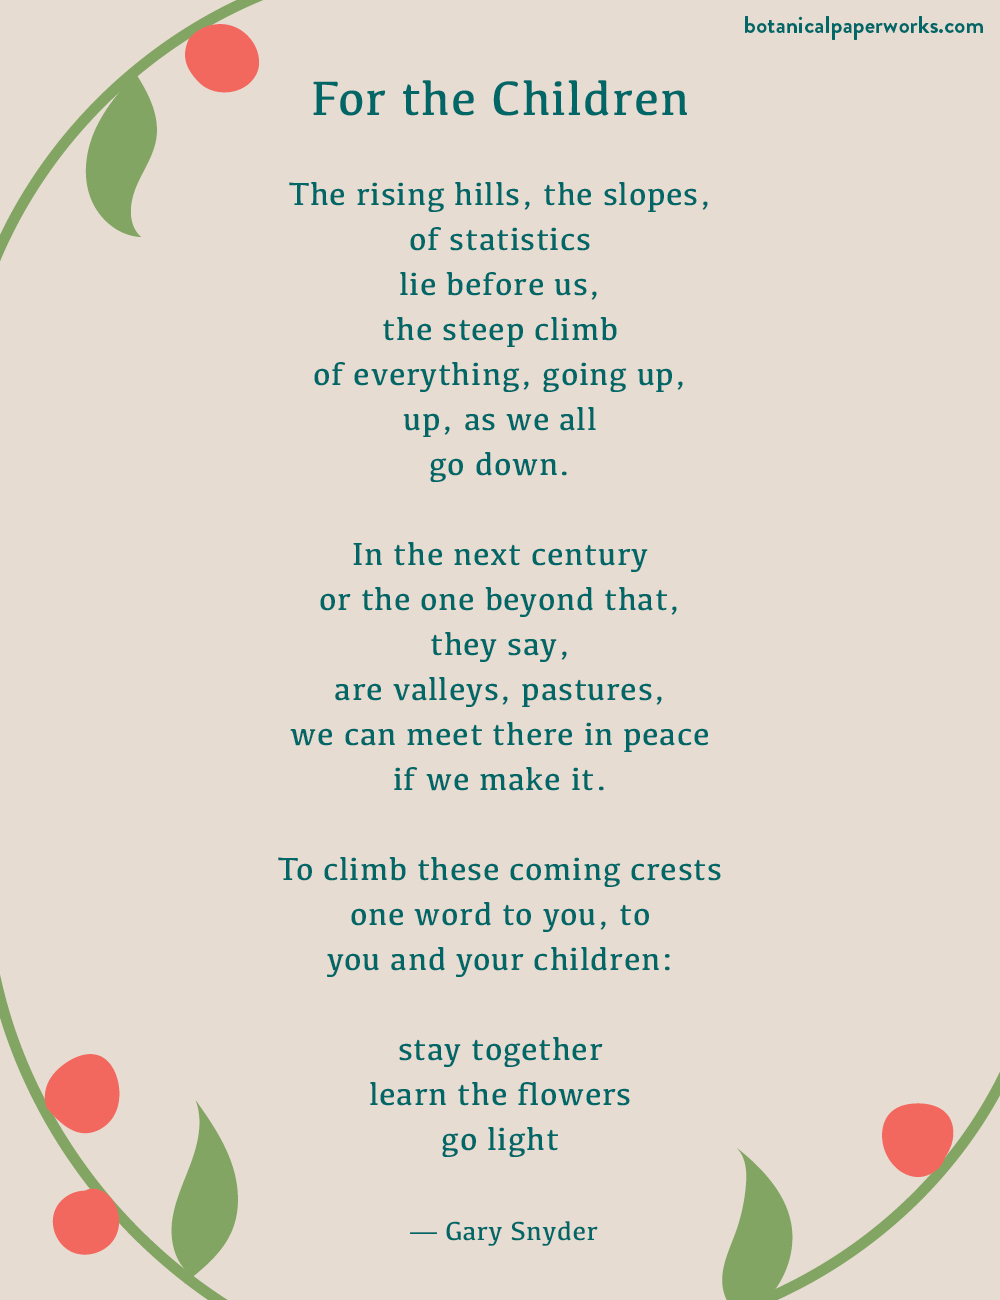 botanicalpaperworks.com
For the Children
The rising hills, the slopes,
of statistics
lie before us,
the steep climb
of everything, going up,
up, as we all
go down.
In the next century
or the one beyond that,
they say,
are valleys, pastures,
we can meet there in peace
if we make it.
To climb these coming crests
one word to you, to
you and your children:
stay together
learn the flowers
go light
— Gary Snyder